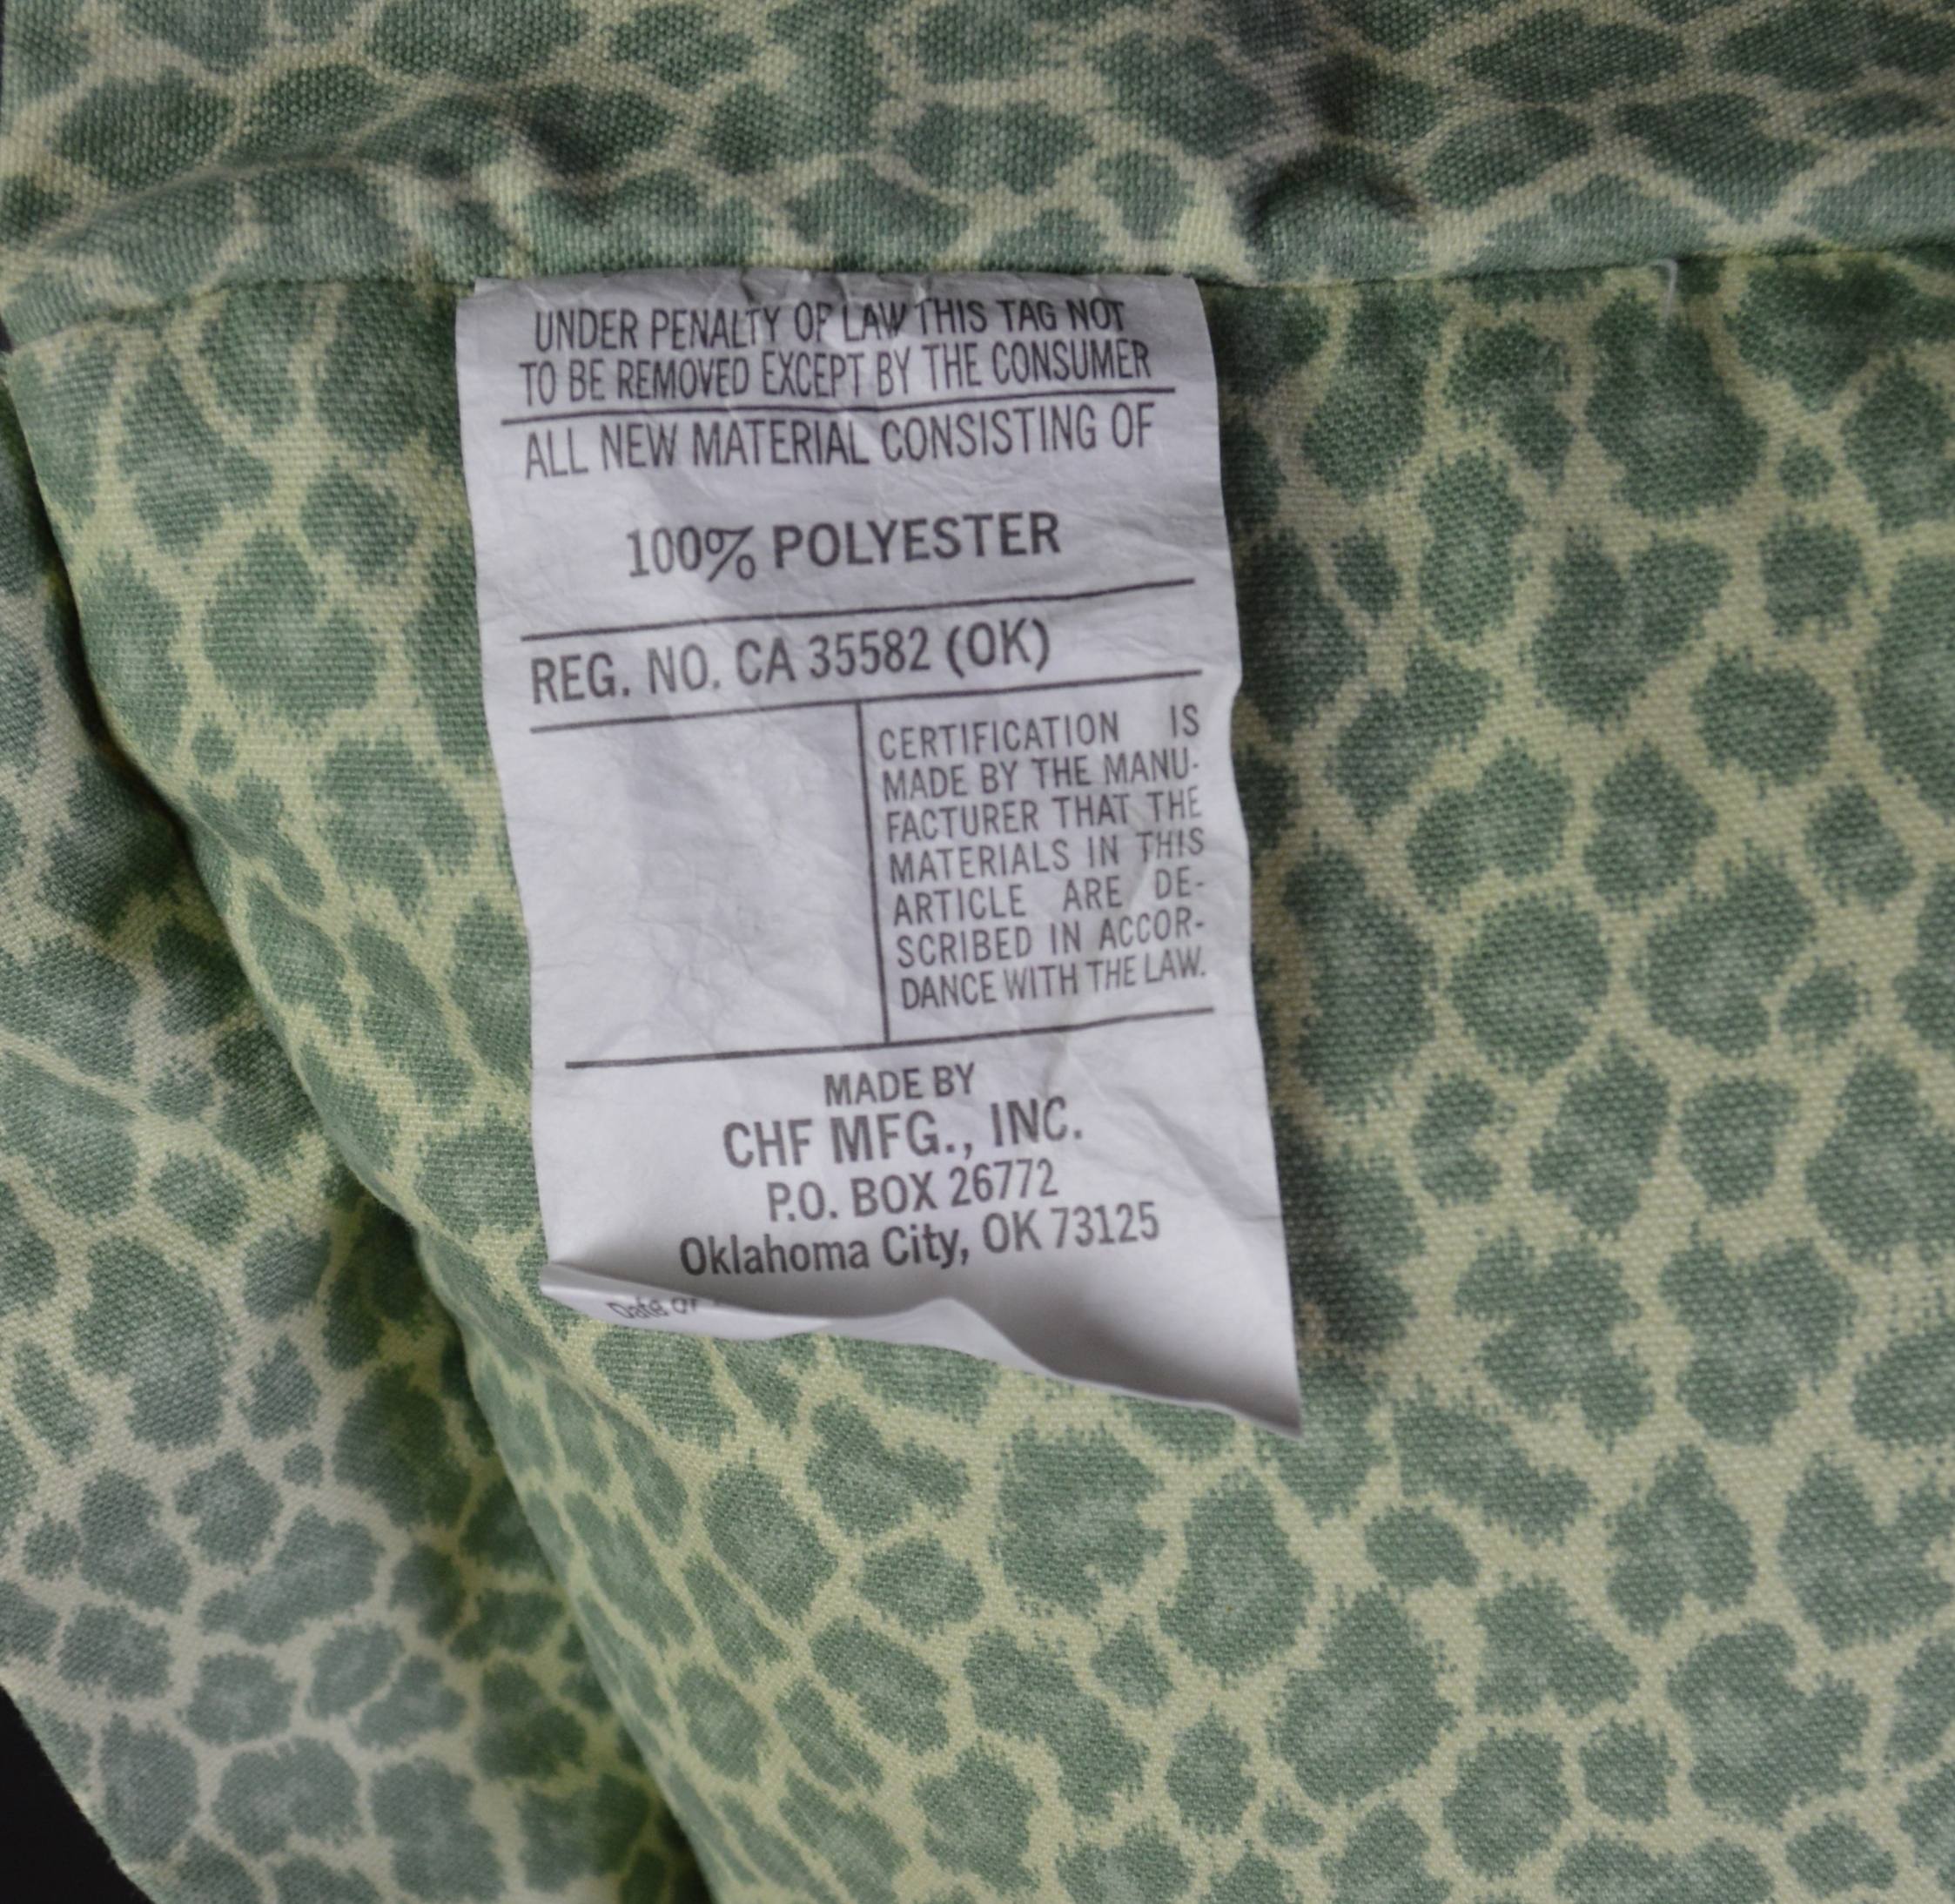 UNDER PENALTY OF LAW THIS TAG NOT
TO BE REMOVED EXCEPT BY THE CONSUMER
ALL NEW MATERIAL CONSISTING OF
100% POLYESTER
REG. NO. CA 35582 (OK)
CERTIFICATION IS
MADE BY THE MANU-
FACTURER THAT THE
MATERIALS IN THIS
ARTICLE ARE DE-
SCRIBED IN ACCOR-
DANCE WITH THE LAW.
MADE BY
CHF MFG., INC.
P.O. BOX 26772
Oklahoma City, OK 73125
Date of